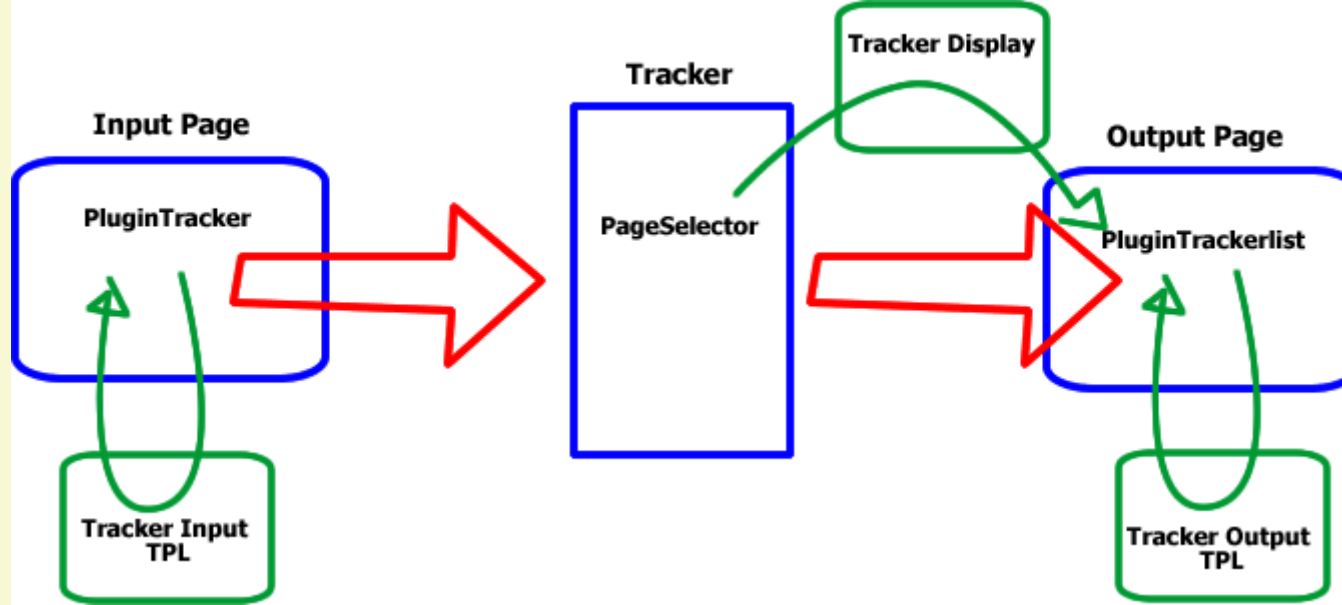 Tracker Display
Tracker
Input Page
Output Page
PluginTracker
PageSelector
PluginTrackerlist
Tracker Input
TPL
Tracker Output
TPL